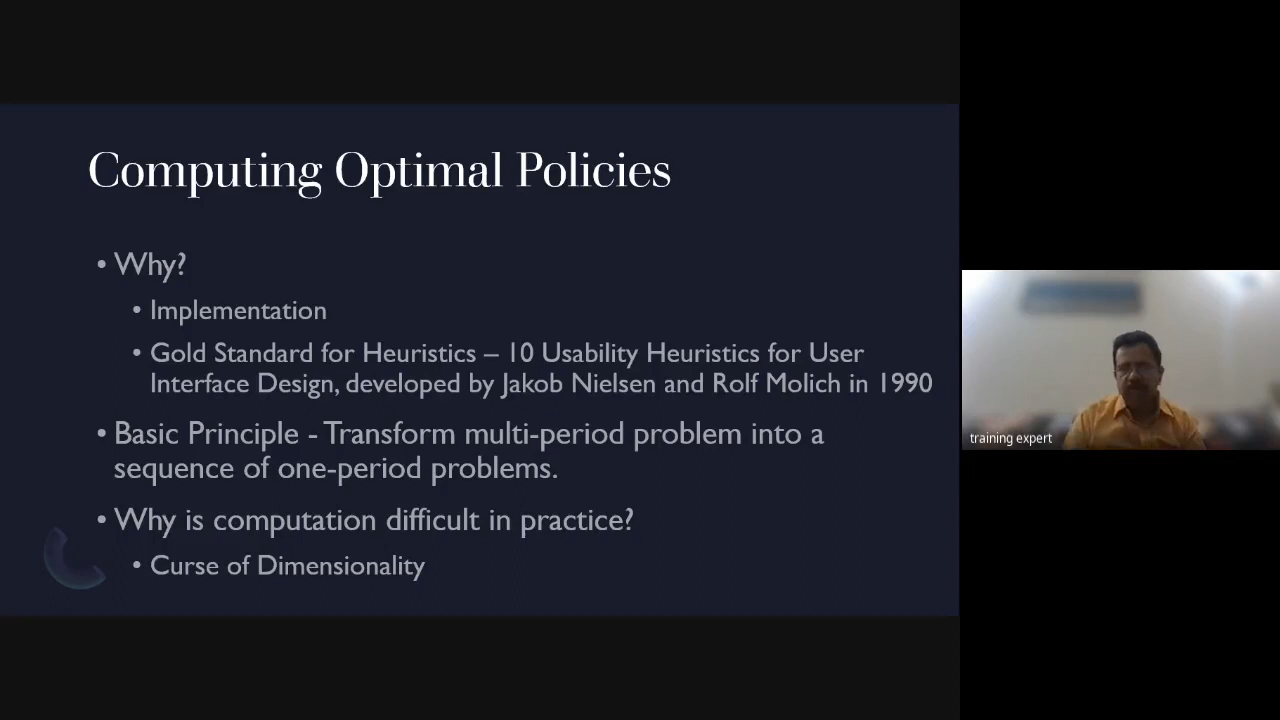 Computing Optimal Policies
• Why?
• Implementation
• Gold Standard for Heuristics – 10 Usability Heuristics for User
Interface Design, developed by Jakob Nielsen and Rolf Molich in 1990
• Basic Principle - Transform multi-period problem into a
sequence of one-period problems.
• Why is computation difficult in practice?
• Curse of Dimensionality
training expert